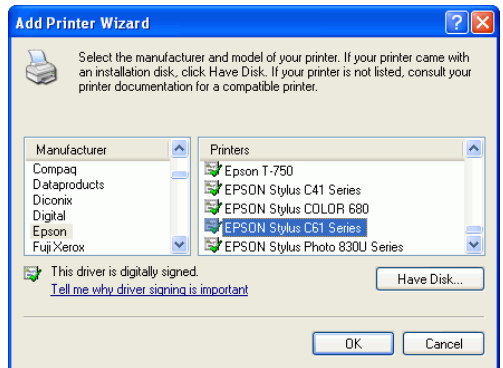 Add Printer Wizard
Select the manufacturer and model of your printer. If your printer came with
an installation disk, click Have Disk. If your printer is not listed, consult your
printer documentation for a compatible printer.
Manufacturer
Compaq
Dataproducts
Diconix
Digital
Epson
Fuji Xerox
Printers
Epson T-750
EPSON Stylus C41 Series
EPSON Stylus COLOR 680
EPSON Stylus C61 Series
EPSON Stylus Photo 830U Series
This driver is digitally signed.
Tell me why driver signing is important
Have Disk...
OK
Cancel